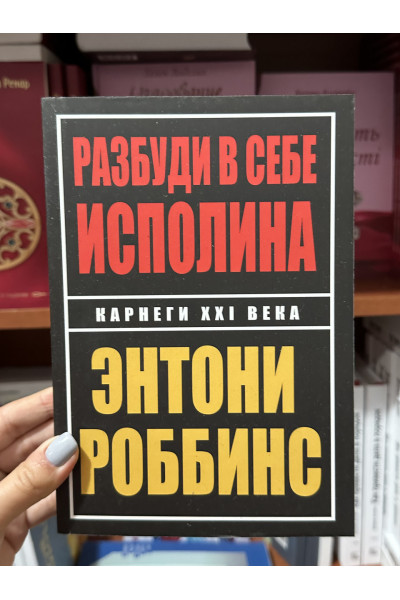 РАЗБУДИ В СЕБЕ
ИСПОЛИНА
КАРНЕГИ XXI ВЕКА
ЭНТОНИ
РОББИНС